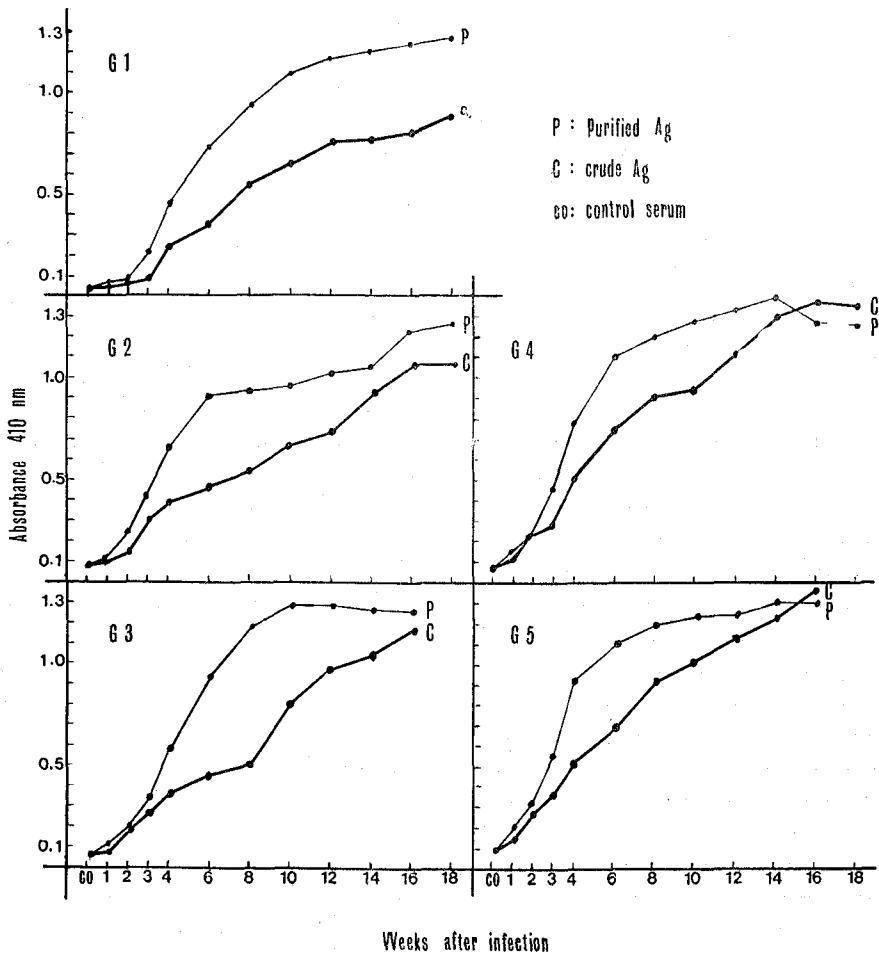 1.3
1.0
0.5
0.1
G 1
P
P : Purified Ag
C : crude Ag
co: control serum
1.3
1.0
0.5
0.1
G 2
P
C
G 4
C
P
Absorbance 410 nm
1.3
1.0
0.5
0.1
G 3
P
C
G 5
C
P
CO 1 2 3 4 6 8 10 12 14 16 18
CO 1 2 3 4 6 8 10 12 14 16 18
Weeks after infection